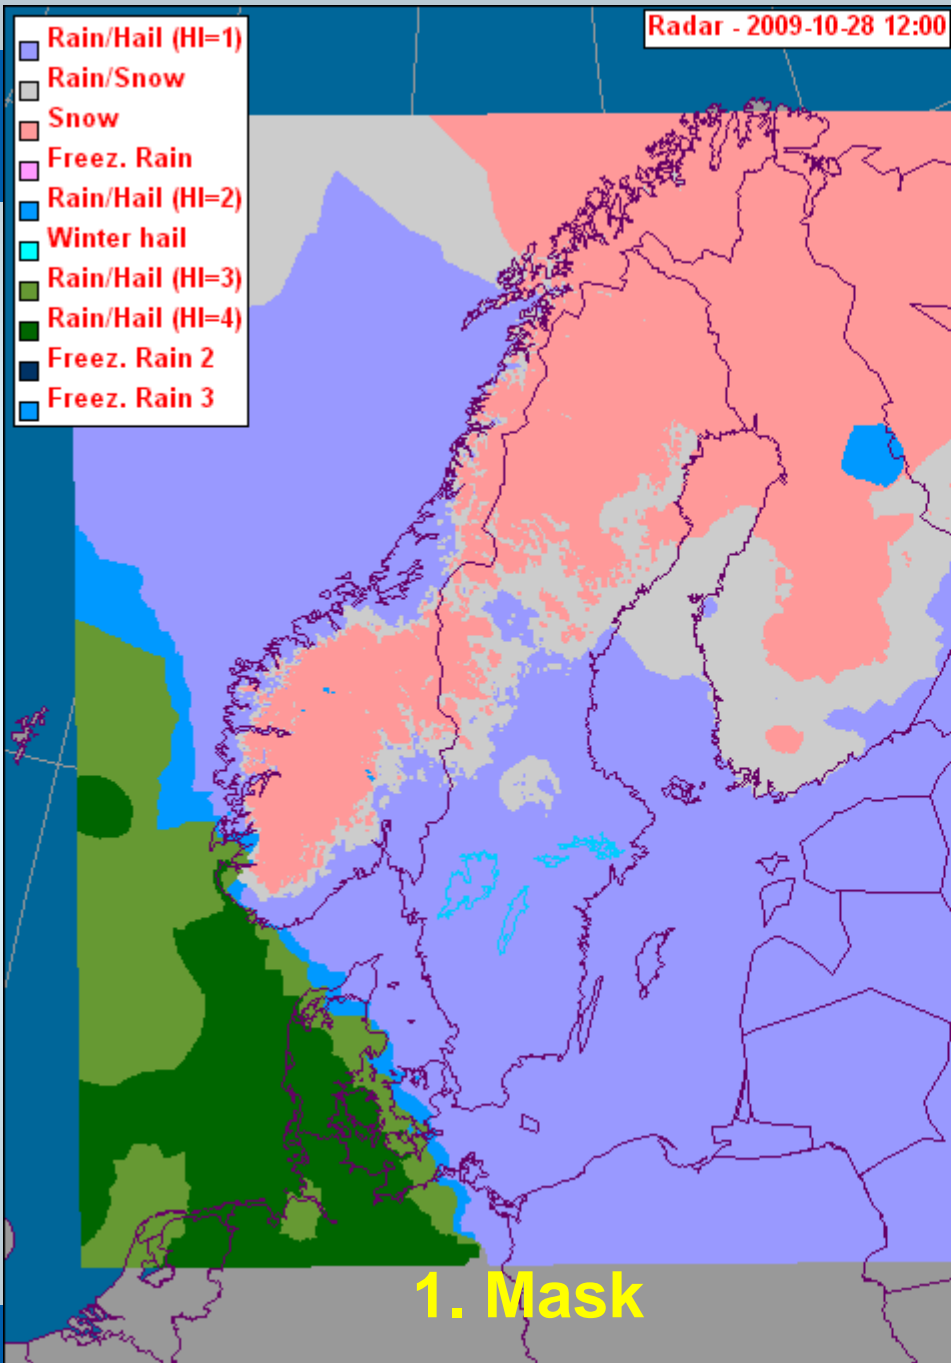 Radar - 2009-10-28 12:00
Rain/Hail (HI=1)
Rain/Snow
Snow
Freez. Rain
Rain/Hail (HI=2)
Winter hail
Rain/Hail (HI=3)
Rain/Hail (HI=4)
Freez. Rain 2
Freez. Rain 3
1. Mask